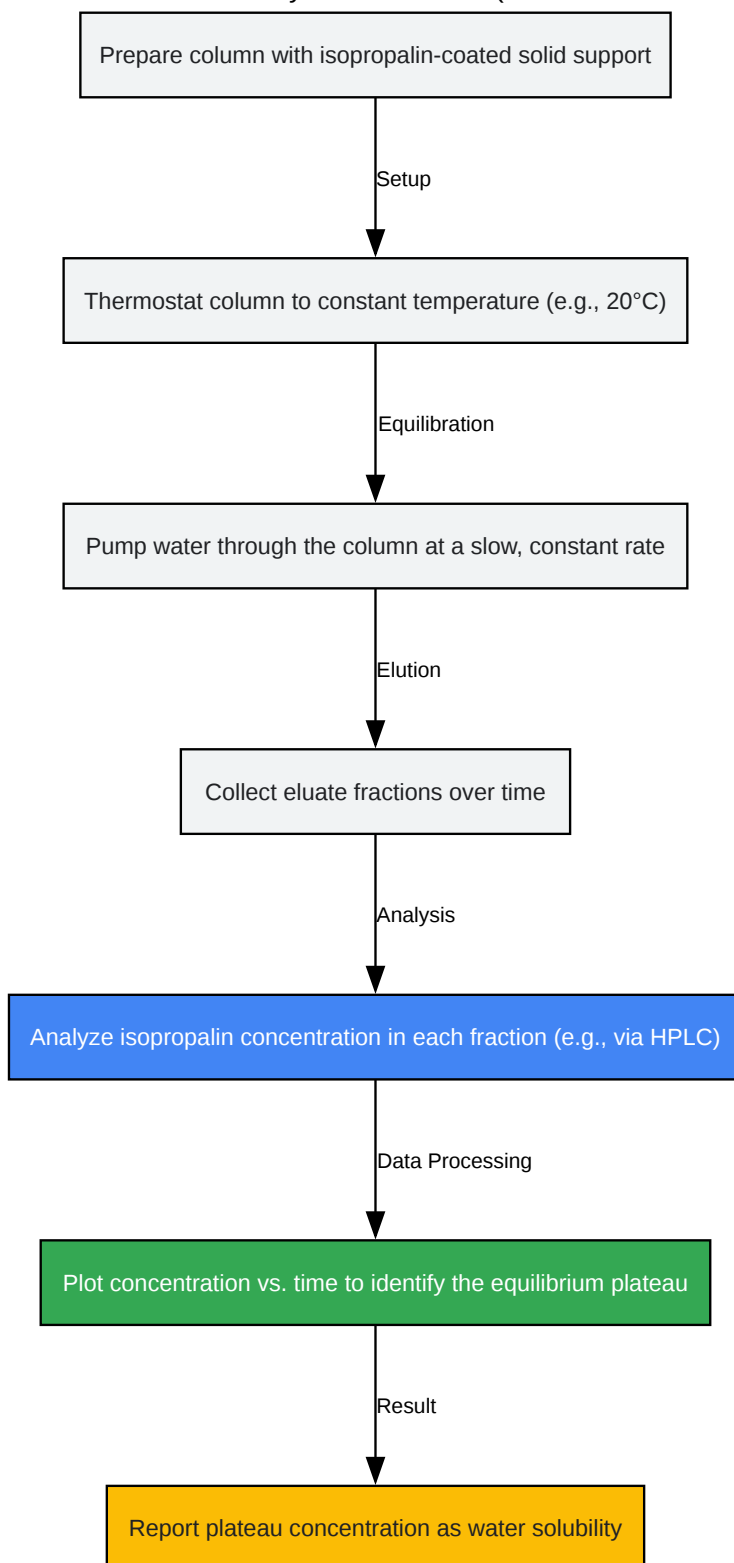 Prepare column with isopropalin-coated solid support
Setup
Thermostat column to constant temperature (e.g., 20°C)
Equilibration
Pump water through the column at a slow, constant rate
Elution
Collect eluate fractions over time
Analysis
Analyze isopropalin concentration in each fraction (e.g., via HPLC)
Data Processing
Plot concentration vs. time to identify the equilibrium plateau
Result
Report plateau concentration as water solubility